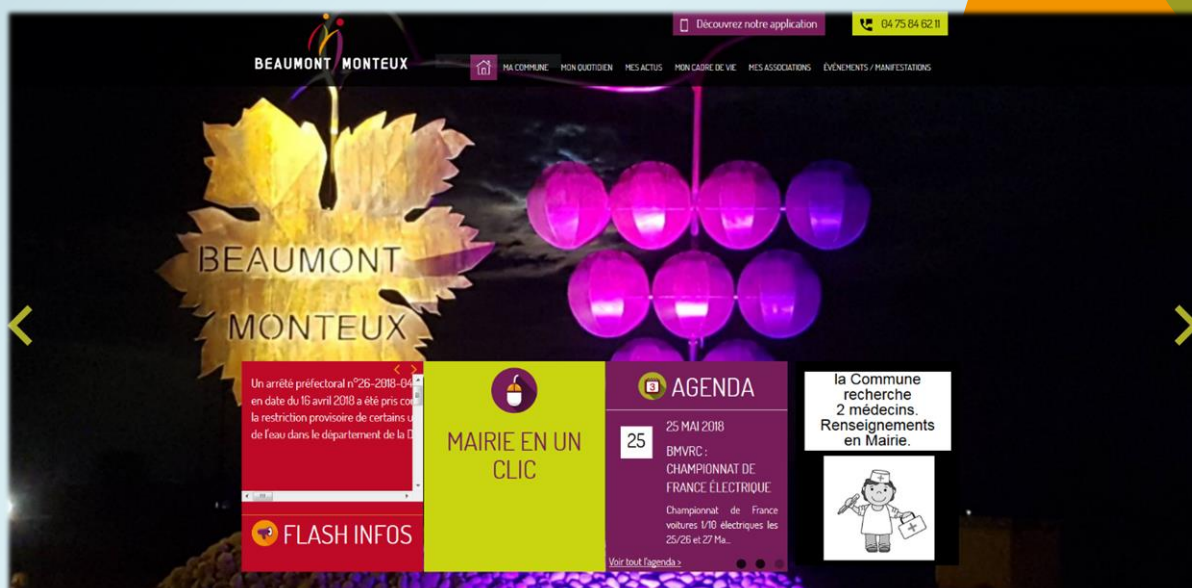 Découvrez notre application
04 75 84 62 11
BEAUMONT MONTEUX
MA COMMUNE MON QUOTIDIEN MES ACTUS MON CADRE DE VIE MES ASSOCIATIONS ÉVÉNEMENTS / MANIFESTATIONS
BEAUMONT
MONTEUX
Un arrêté préfectoral n°26-2018-04
en date du 16 avril 2018 a été pris
la restriction provisoire de certains
de l'eau dans le département de la
FLASH INFOS
MAIRIE EN UN
CLIC
3 AGENDA
25
25 MAI 2018
BMVRC :
CHAMPIONNAT DE
FRANCE ÉLECTRIQUE
Championnat de France
voitures 1/10 électriques les
25/26 et 27 Ma...
Voir tout l'agenda >
la Commune
recherche
2 médecins.
Renseignements
en Mairie.